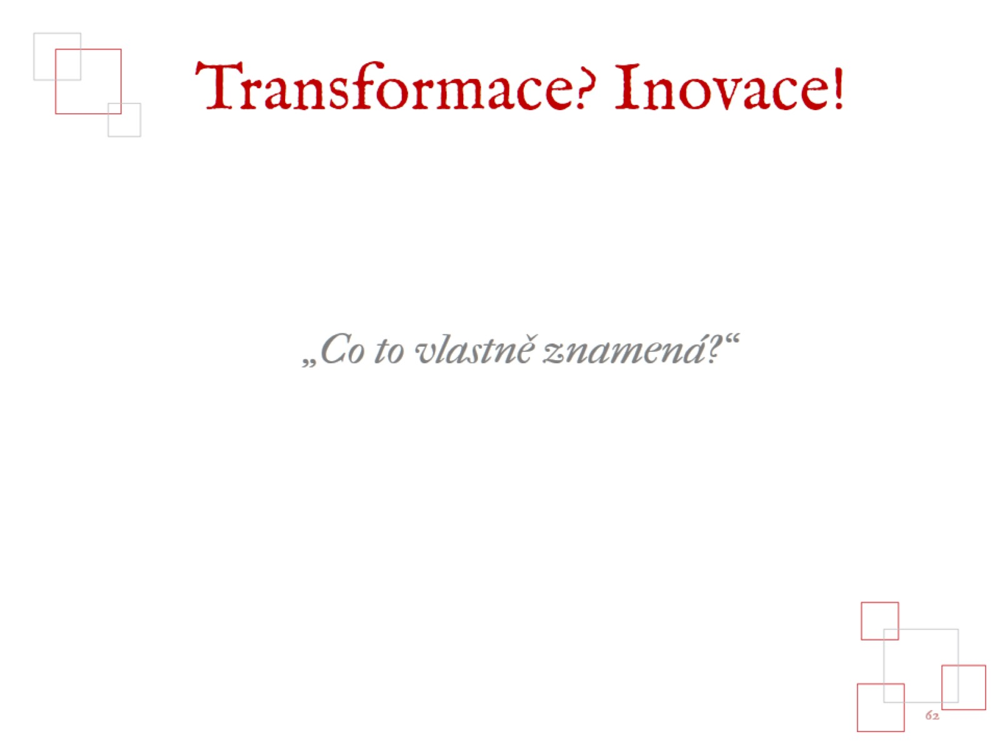 Transformace? Inovace!
„Co to vlastně znamená?“
62